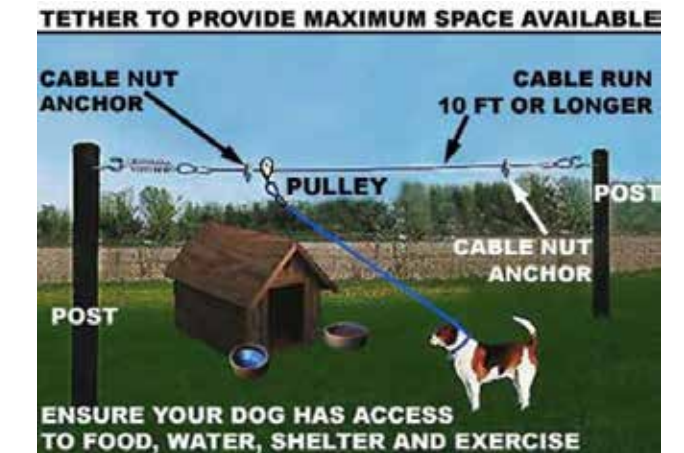 TETHER TO PROVIDE MAXIMUM SPACE AVAILABLE
CABLE NUT
ANCHOR
CABLE RUN
10 FT OR LONGER
PULLEY
POST
CABLE NUT
ANCHOR
POST
ENSURE YOUR DOG HAS ACCESS
TO FOOD, WATER, SHELTER AND EXERCISE